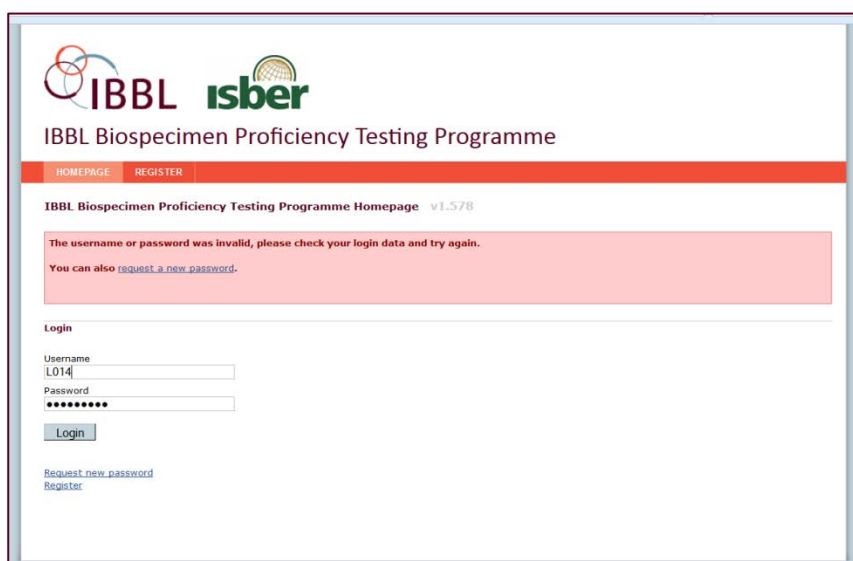 IBBL isber
IBBL Biospecimen Proficiency Testing Programme
HOMEPAGE REGISTER
IBBL Biospecimen Proficiency Testing Programme Homepage v1.578
The username or password was invalid, please check your login data and try again.
You can also request a new password.
Login
Username
L014
Password
•••••••••
Login
Request new password
Register